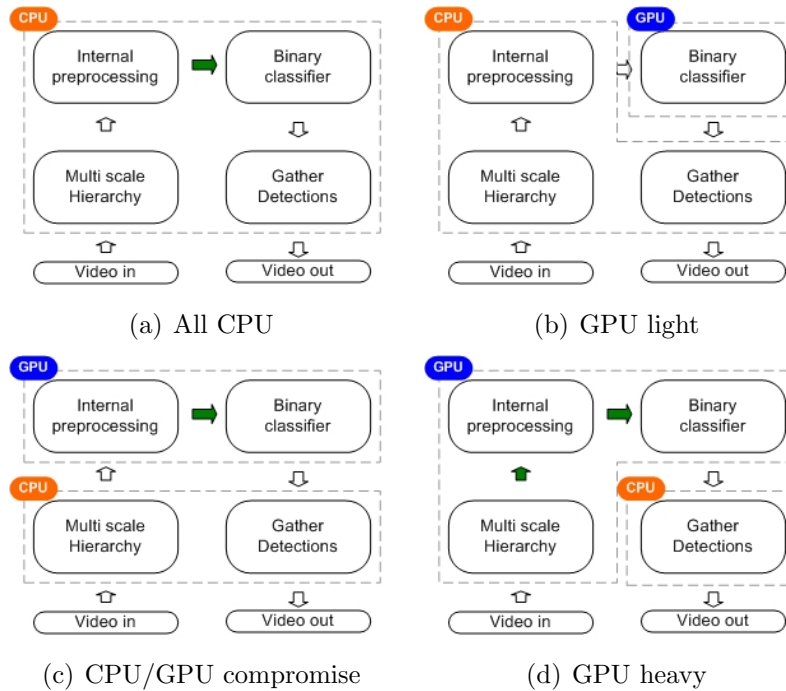 CPU
Internal
preprocessing
Binary
classifier
Multi scale
Hierarchy
Gather
Detections
Video in
Video out
(a) All CPU
CPU
GPU
Internal
preprocessing
Binary
classifier
Multi scale
Hierarchy
Gather
Detections
Video in
Video out
(b) GPU light
GPU
Internal
preprocessing
Binary
classifier
CPU
Multi scale
Hierarchy
Gather
Detections
Video in
Video out
(c) CPU/GPU compromise
GPU
Internal
preprocessing
Binary
classifier
CPU
Multi scale
Hierarchy
Gather
Detections
Video in
Video out
(d) GPU heavy